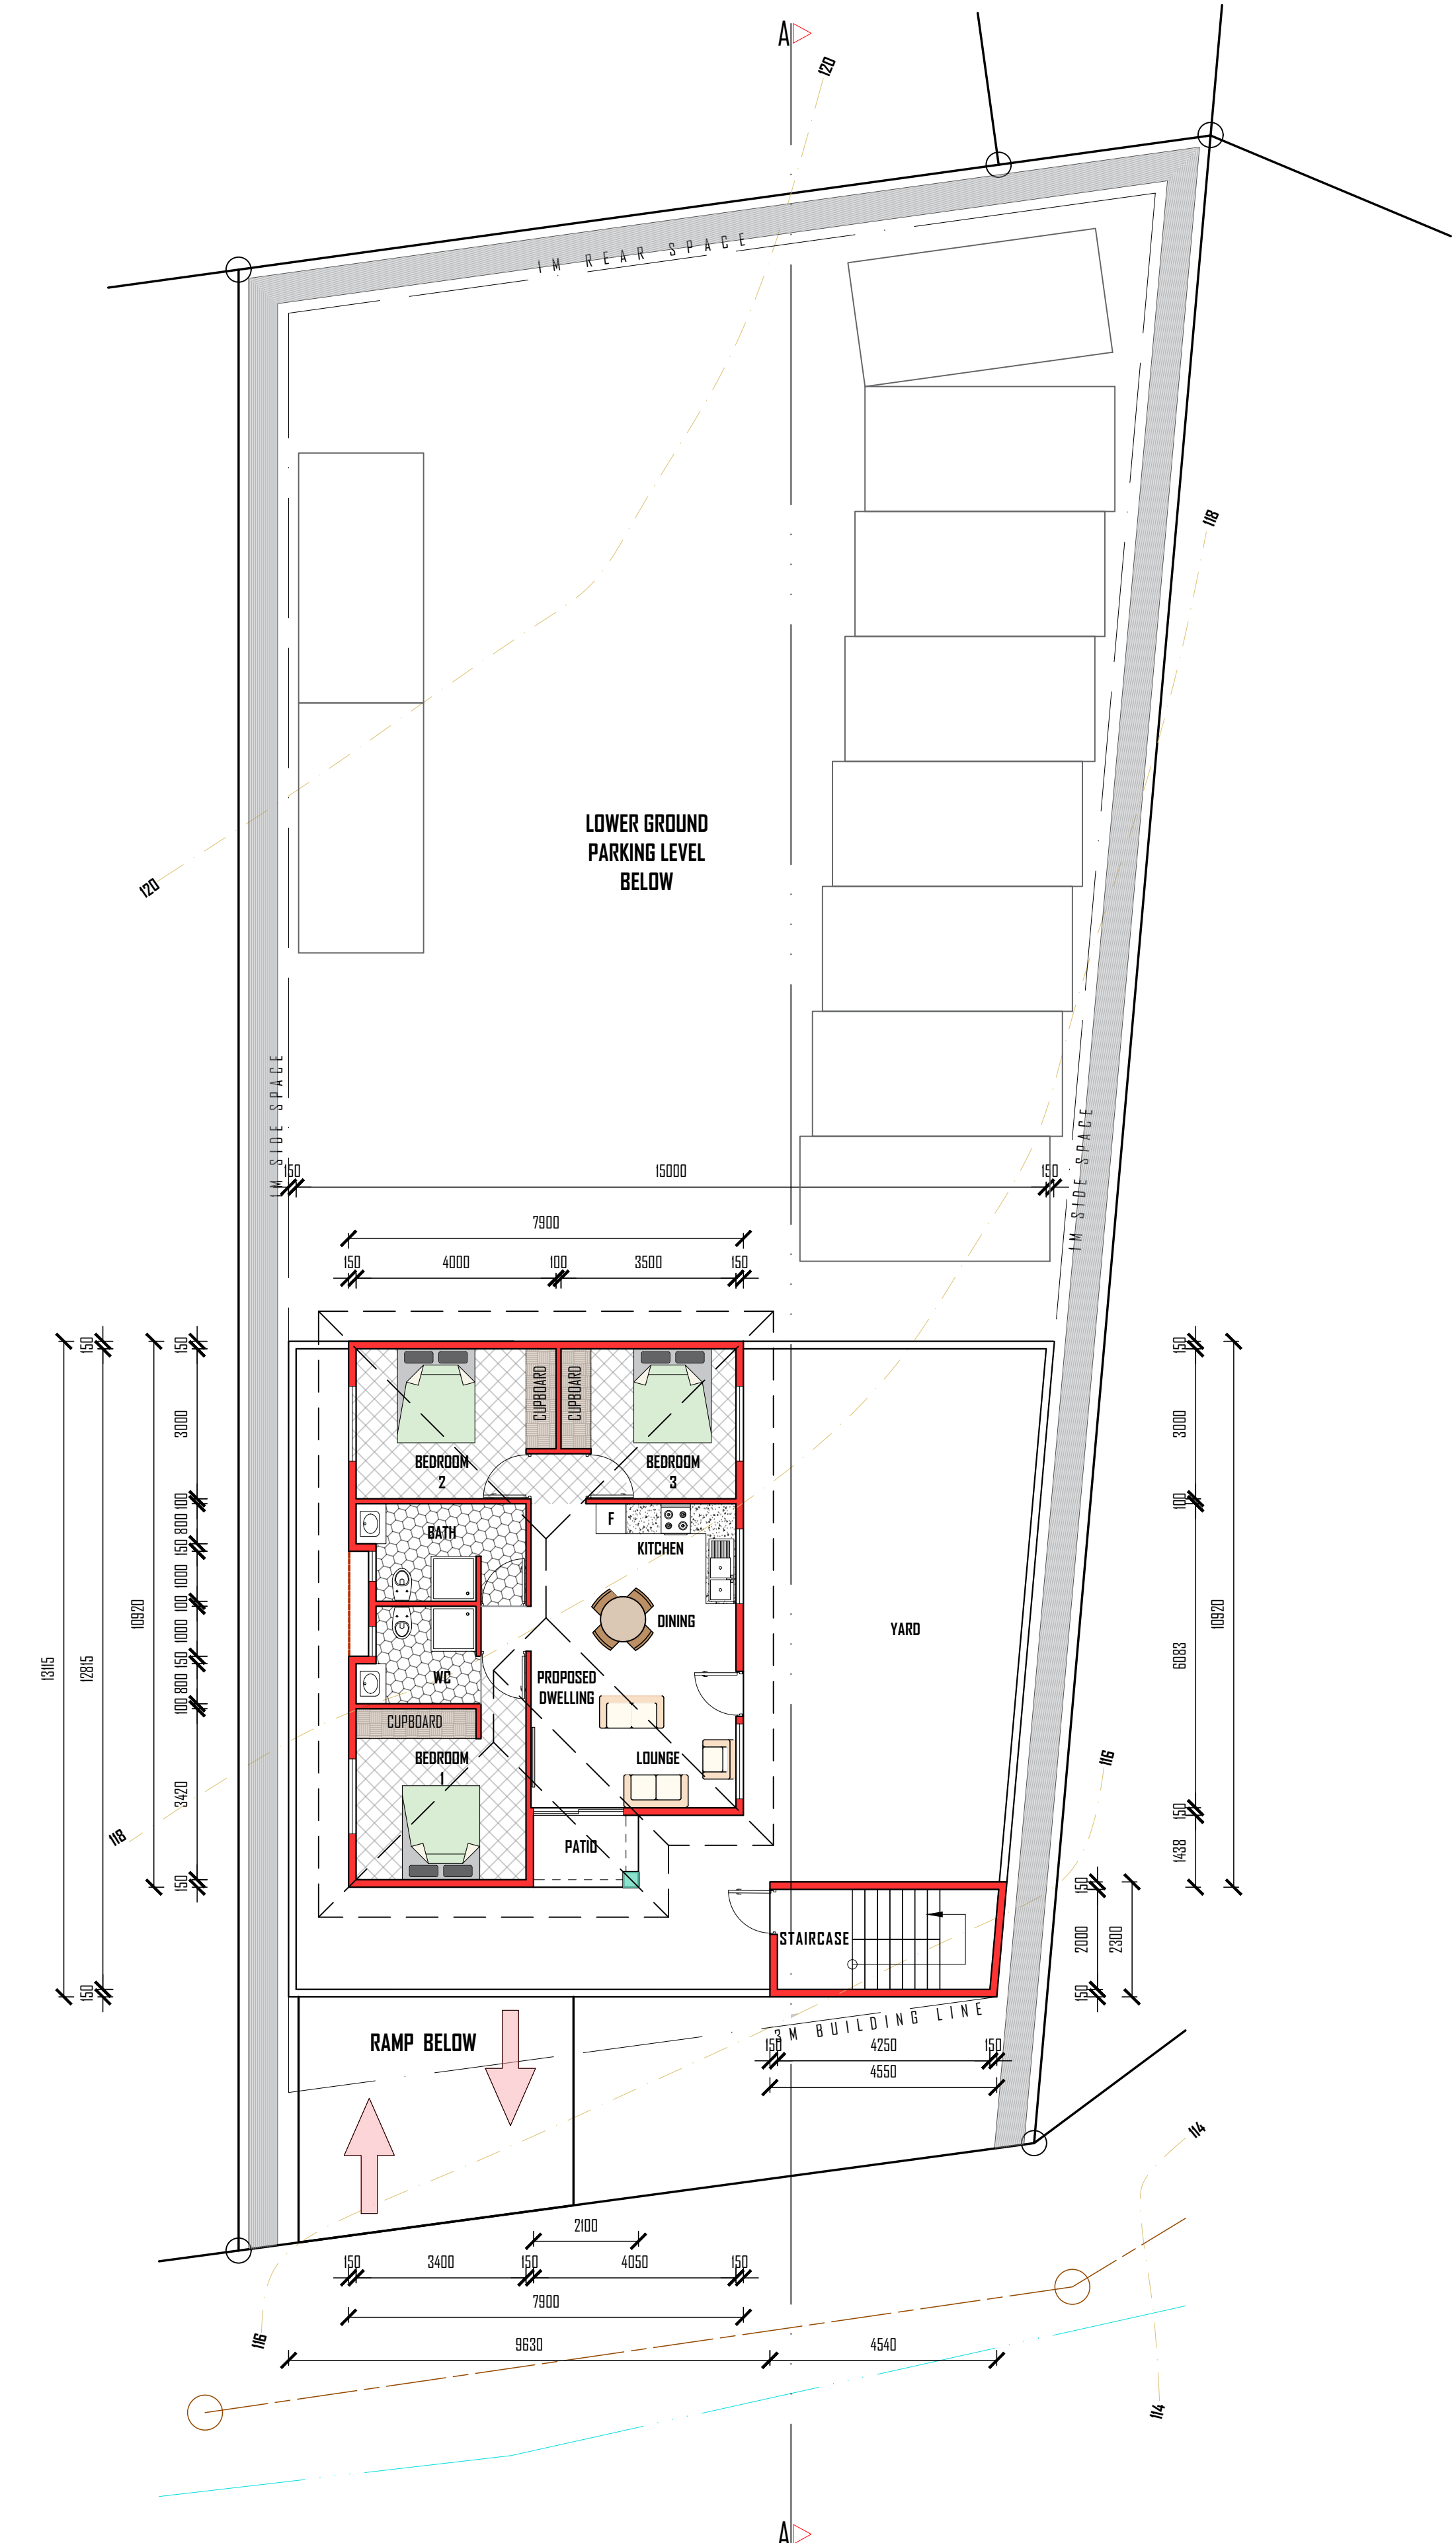 A
120
1M REAR SPACE
118
LOWER GROUND
PARKING LEVEL
BELOW
120
1M SIDE SPACE
1M SIDE SPACE
150
15000
150
7900
150
4000
100
3500
150
13115
150
12815
150
10920
150
3000
100
800
150
1000
100
1000
150
800
100
3420
150
CUPBOARD
CUPBOARD
BEDROOM
2
BEDROOM
3
BATH
F
KITCHEN
DINING
YARD
WC
PROPOSED
DWELLING
CUPBOARD
BEDROOM
1
LOUNGE
PATIO
STAIRCASE
150
3000
100
6083
150
1438
10920
150
2000
150
2300
118
116
RAMP BELOW
3M BUILDING LINE
150
4250
150
4550
114
2100
150
3400
150
4050
150
7900
116
9630
4540
114
A